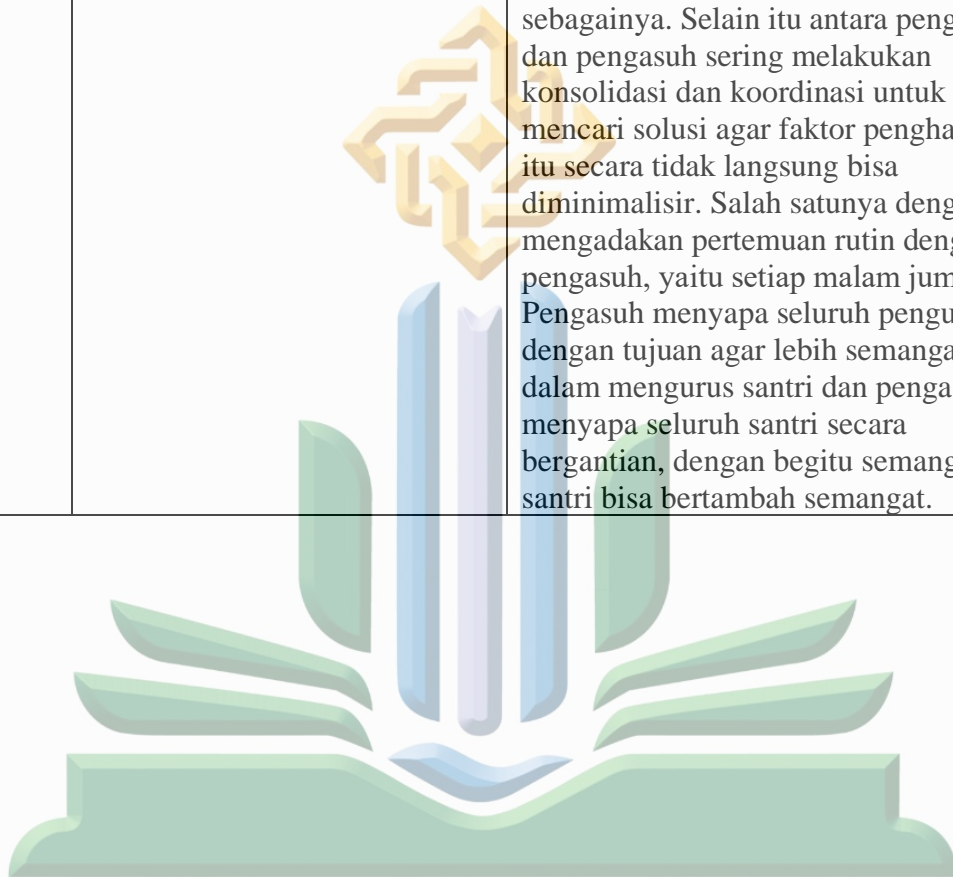 sebagainya. Selain itu antara peng
dan pengasuh sering melakukan
konsolidasi dan koordinasi untuk
mencari solusi agar faktor pengha
itu secara tidak langsung bisa
diminimalisir. Salah satunya deng
mengadakan pertemuan rutin deng
pengasuh, yaitu setiap malam jum
Pengasuh menyapa seluruh pengu
dengan tujuan agar lebih semanga
dalam mengurus santri dan penga
menyapa seluruh santri secara
bergantian, dengan begitu semang
santri bisa bertambah semangat.